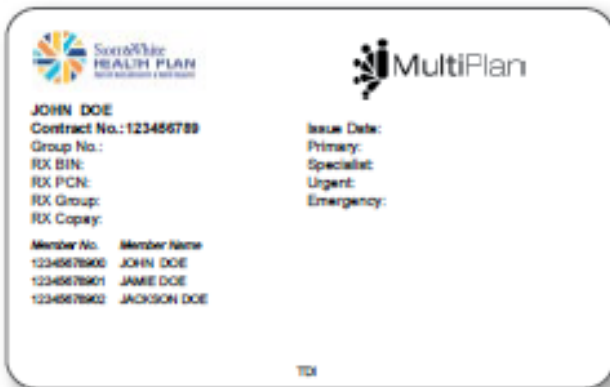 Scott&White
HEALTH PLAN
MultiPlan
JOHN DOE
Contract No.:123456789
Group No.:
RX BIN:
RX PCN:
RX Group:
RX Copay:
Issue Date:
Primary:
Specialist:
Urgent:
Emergency:
Member No. Member Name
12345678900 JOHN DOE
12345678901 JAMIE DOE
12345678902 JACKSON DOE
TDI